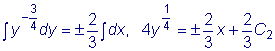 ∫y^{-3/4}dy = ±2/3∫dx, 4y^{1/4} = ±2/3 x + 2/3 C₂